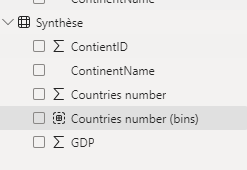 Synthèse
ContientID
ContinentName
Countries number
Countries number (bins)
GDP